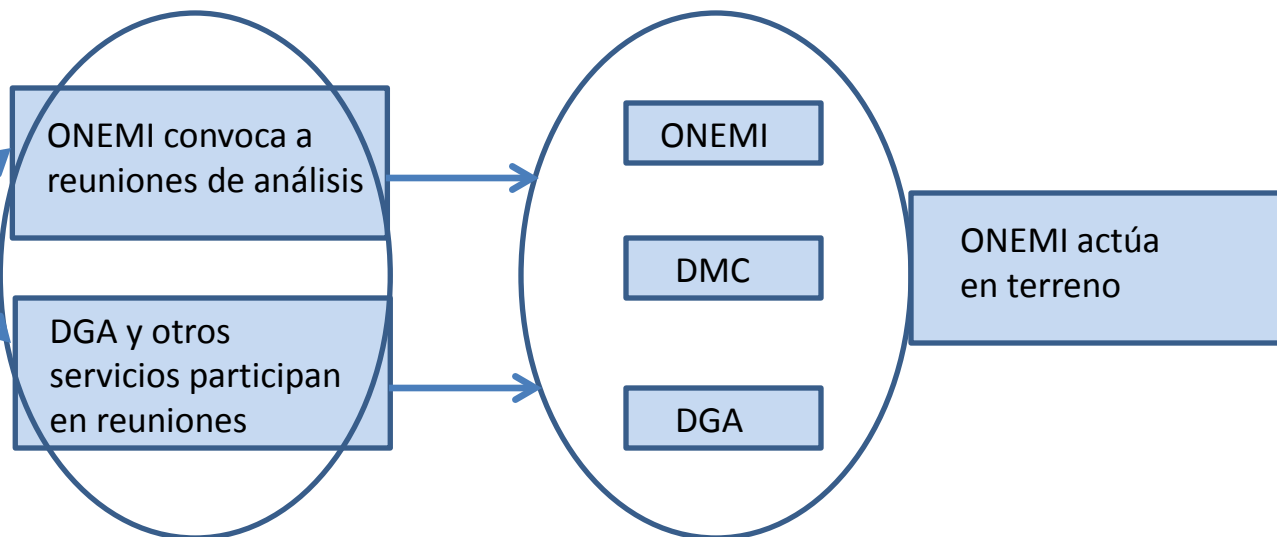 ONEMI convoca a
reuniones de análisis
DGA y otros
servicios participan
en reuniones
ONEMI
DMC
DGA
ONEMI actúa
en terreno